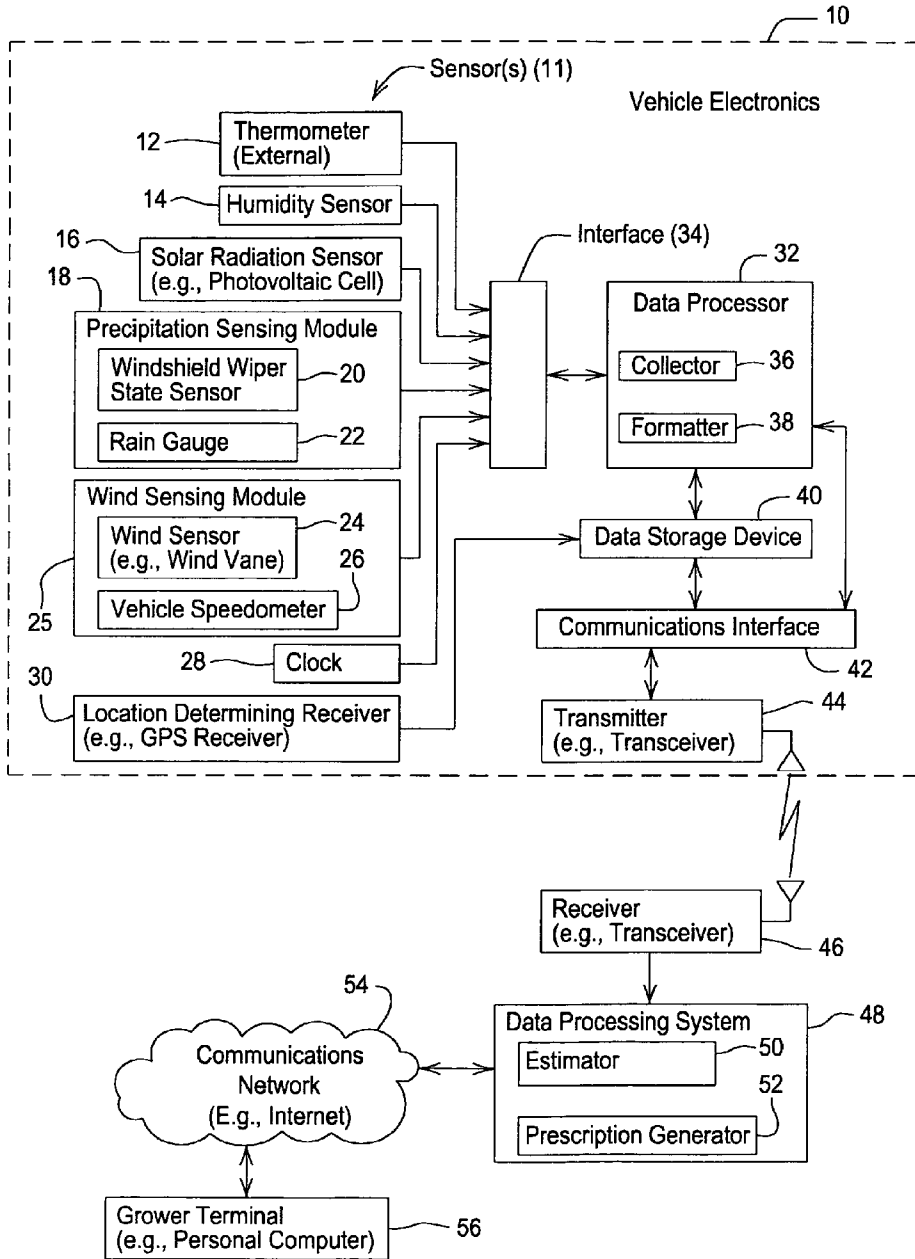 10
Sensor(s) (11)
Vehicle Electronics
12
Thermometer
(External)
14
Humidity Sensor
16
Solar Radiation Sensor
(e.g., Photovoltaic Cell)
18
Precipitation Sensing Module
Windshield Wiper
State Sensor
20
Rain Gauge
22
Wind Sensing Module
Wind Sensor
(e.g., Wind Vane)
24
26
Vehicle Speedometer
25
28
Clock
30
Location Determining Receiver
(e.g., GPS Receiver)
Interface (34)
32
Data Processor
Collector
36
Formatter
38
40
Data Storage Device
Communications Interface
42
Transmitter
(e.g., Transceiver)
44
Receiver
(e.g., Transceiver)
46
54
Communications
Network
(E.g., Internet)
Data Processing System
48
Estimator
50
52
Prescription Generator
Grower Terminal
(e.g., Personal Computer)
56